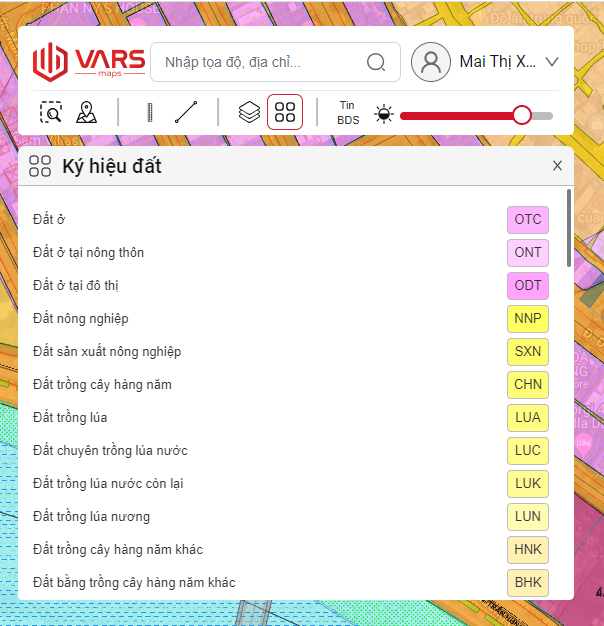 PHAN NY'S HOUSE
VARS
maps
Nhập tọa độ, địa chỉ...
Mai Thị X...
Tin
BDS
Ký hiệu đất
x
Đất ở
OTC
Đất ở tại nông thôn
ONT
Đất ở tại đô thị
ODT
Đất nông nghiệp
NNP
Đất sản xuất nông nghiệp
SXN
Đất trồng cây hàng năm
CHN
Đất trồng lúa
LUA
Đất chuyên trồng lúa nước
LUC
Đất trồng lúa nước còn lại
LUK
Đất trồng lúa nương
LUN
Đất trồng cây hàng năm khác
HNK
Đất bằng trồng cây hàng năm khác
BHK